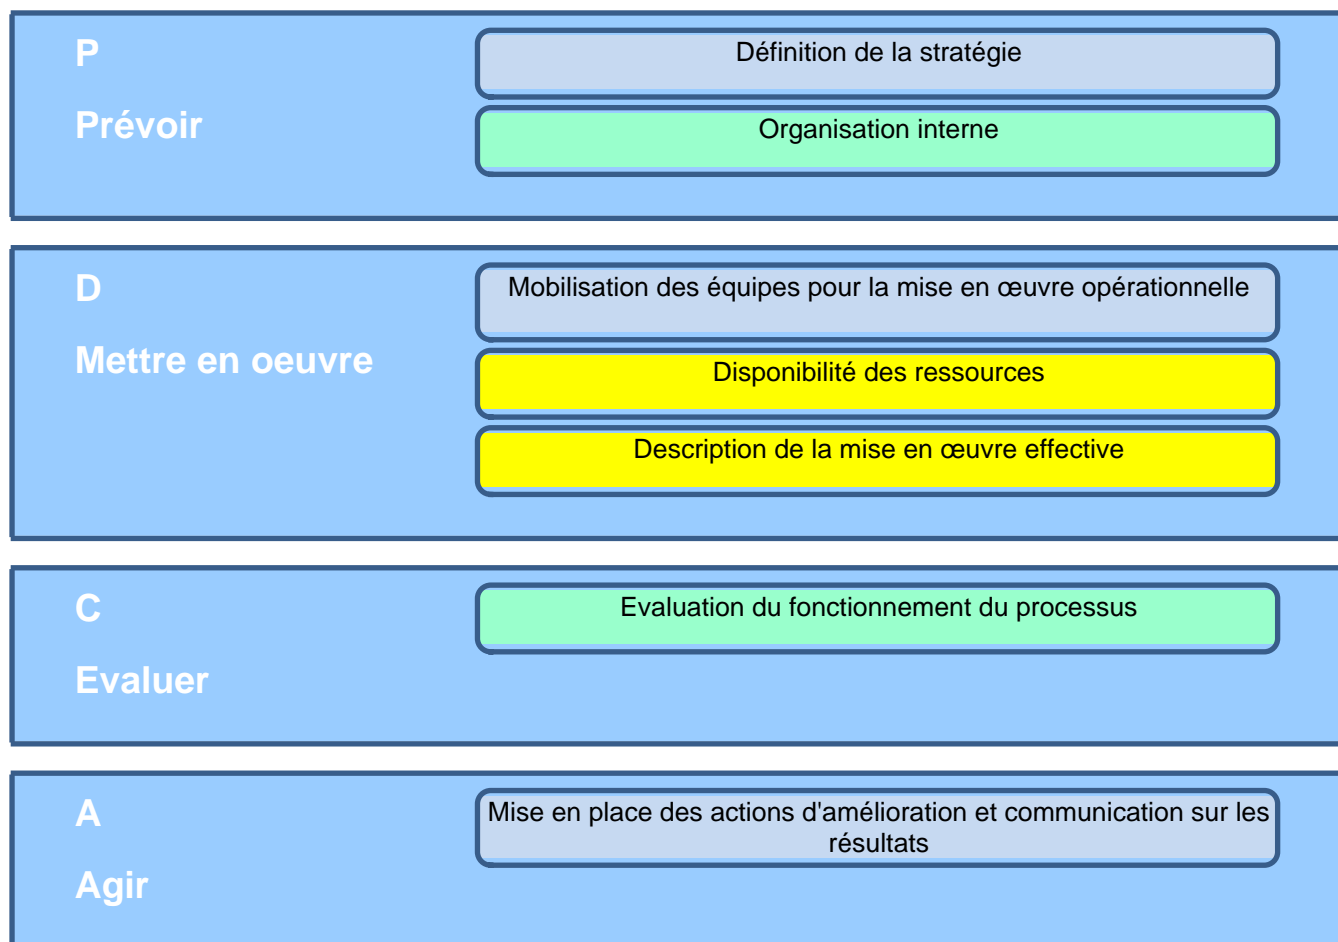 P
Prévoir
Définition de la stratégie
Organisation interne
D
Mettre en oeuvre
Mobilisation des équipes pour la mise en œuvre opérationnelle
Disponibilité des ressources
Description de la mise en œuvre effective
C
Evaluer
Evaluation du fonctionnement du processus
A
Agir
Mise en place des actions d'amélioration et communication sur les
résultats